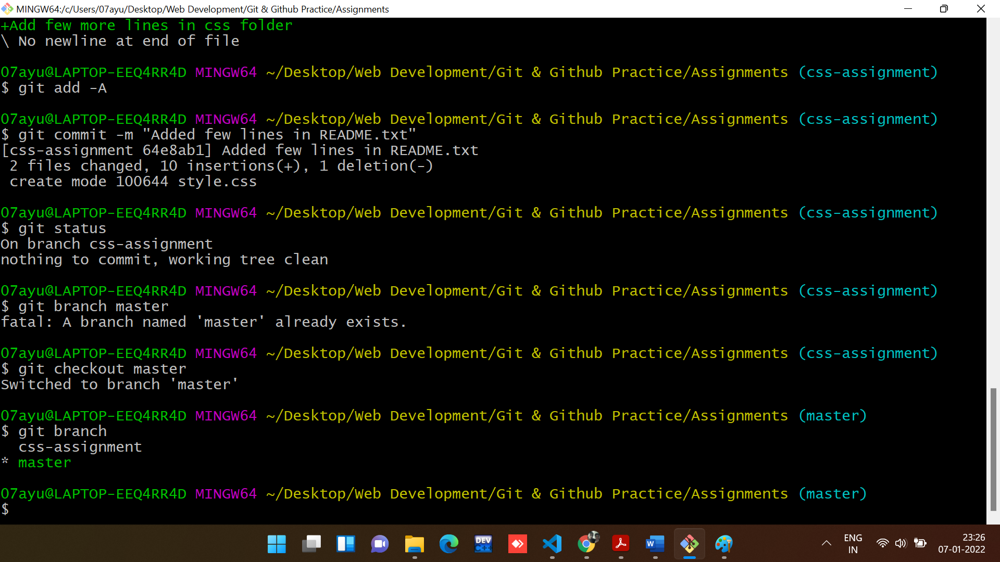 MINGW64:/c/Users/07ayu/Desktop/Web Development/Git & Github Practice/Assignments
+Add few more lines in css folder
\ No newline at end of file
07ayu@LAPTOP-EEQ4RR4D MINGW64 ~/Desktop/Web Development/Git & Github Practice/Assignments (css-assignment)
$ git add -A
07ayu@LAPTOP-EEQ4RR4D MINGW64 ~/Desktop/Web Development/Git & Github Practice/Assignments (css-assignment)
$ git commit -m "Added few lines in README.txt"
[css-assignment 64e8ab1] Added few lines in README.txt
 2 files changed, 10 insertions(+), 1 deletion(-)
 create mode 100644 style.css
07ayu@LAPTOP-EEQ4RR4D MINGW64 ~/Desktop/Web Development/Git & Github Practice/Assignments (css-assignment)
$ git status
On branch css-assignment
nothing to commit, working tree clean
07ayu@LAPTOP-EEQ4RR4D MINGW64 ~/Desktop/Web Development/Git & Github Practice/Assignments (css-assignment)
$ git branch master
fatal: A branch named 'master' already exists.
07ayu@LAPTOP-EEQ4RR4D MINGW64 ~/Desktop/Web Development/Git & Github Practice/Assignments (css-assignment)
$ git checkout master
Switched to branch 'master'
07ayu@LAPTOP-EEQ4RR4D MINGW64 ~/Desktop/Web Development/Git & Github Practice/Assignments (master)
$ git branch
  css-assignment
* master
07ayu@LAPTOP-EEQ4RR4D MINGW64 ~/Desktop/Web Development/Git & Github Practice/Assignments (master)
$
DEV
C++
W
ENG
IN
23:26
07-01-2022